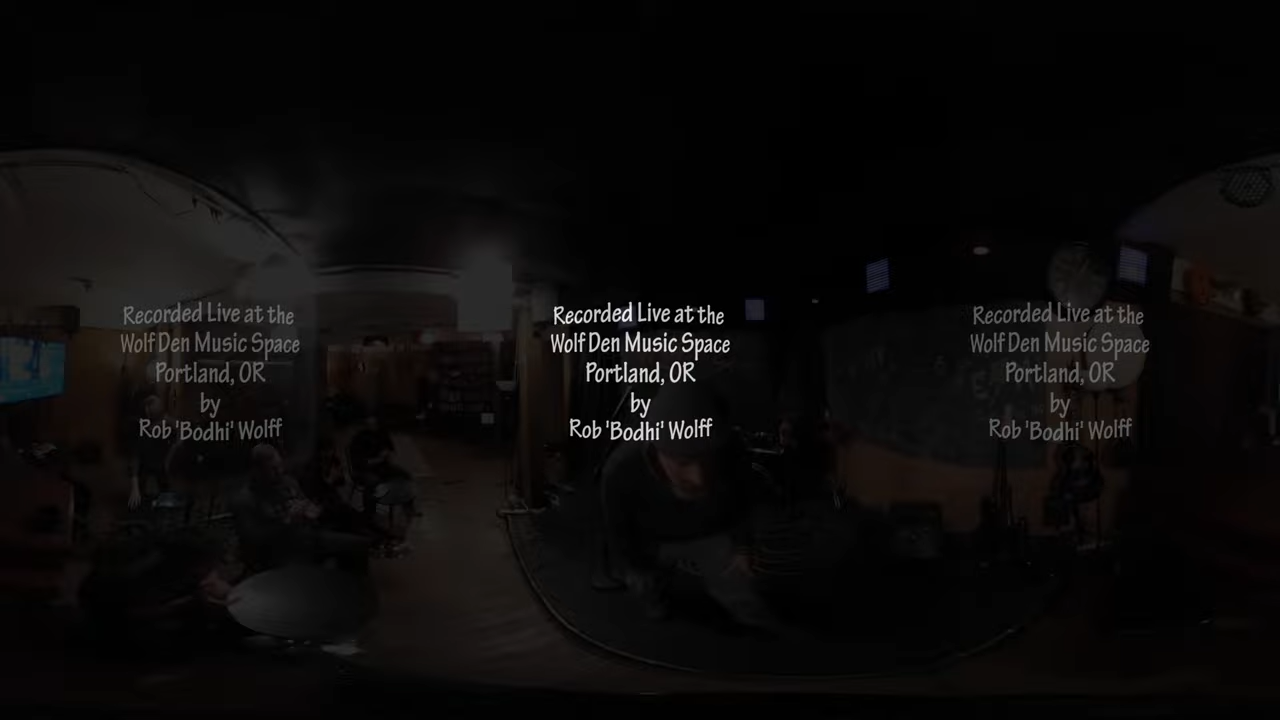 Recorded Live at the
Wolf Den Music Space
Portland, OR
by
Rob 'Bodhi' Wolff
Recorded Live at the
Wolf Den Music Space
Portland, OR
by
Rob 'Bodhi' Wolff
Recorded Live at the
Wolf Den Music Space
Portland, OR
by
Rob 'Bodhi' Wolff